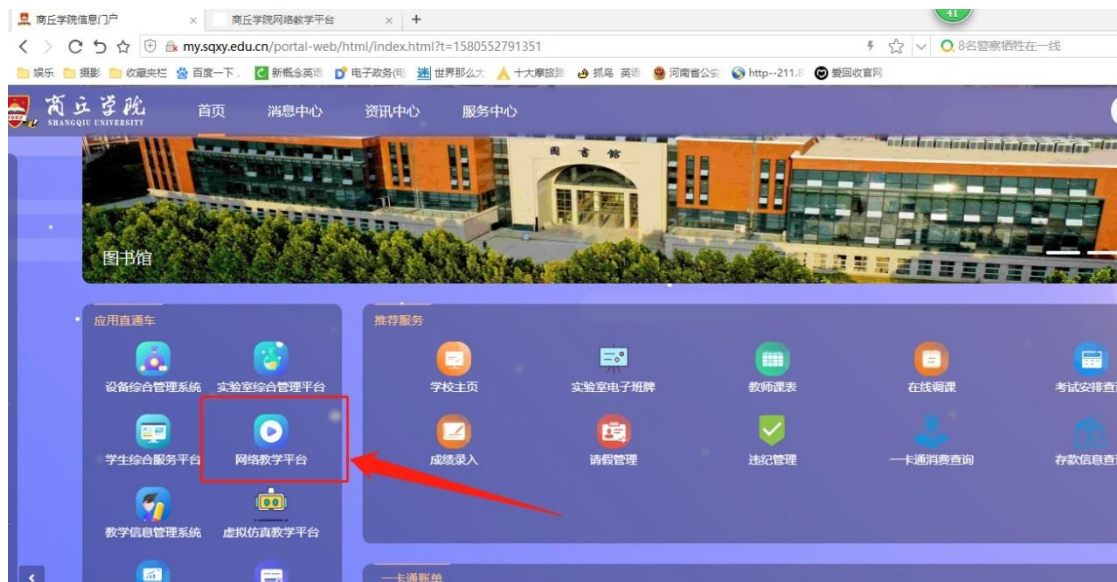 41
商丘学院信息门户 × 商丘学院网络教学平台 × +
my.sqxy.edu.cn/portal-web/html/index.html?t=1580552791351 8名警察牺牲在一线
娱乐 摄影 收藏夹栏 百度一下， 新概念英语 电子政务(电 世界那么大 十大摩旅路 抓鸟 英语 河南省公安 http--211.8 爱回收官网
商丘学院 首页 消息中心 资讯中心 服务中心
SHANGQIU UNIVERSITY
图书馆
图书馆
应用直通车 推荐服务
设备综合管理系统 实验室综合管理平台 学校主页 实验室电子班牌 教师课表 在线调课 考试安排查
学生综合服务平台 网络教学平台 成绩录入 请假管理 违纪管理 一卡通消费查询 存款信息查
教学信息管理系统 虚拟仿真教学平台
一卡通账单